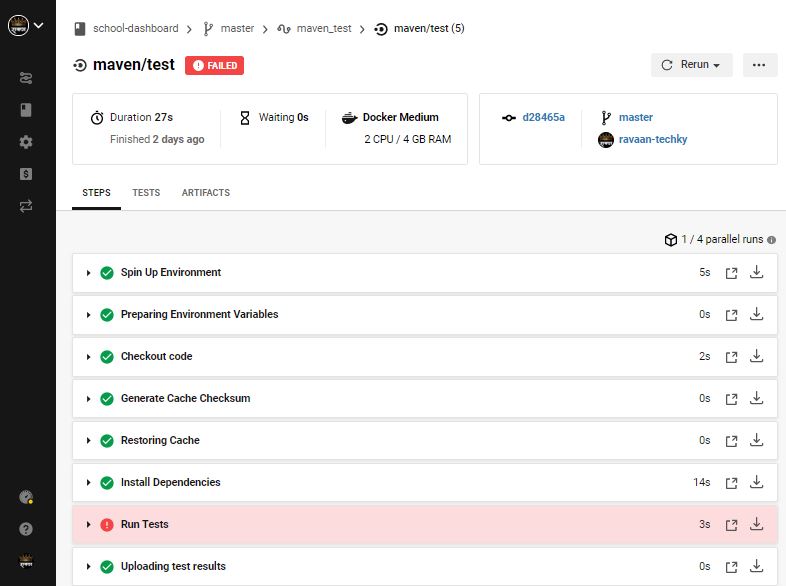 school-dashboard
master
maven_test
maven/test (5)
maven/test
FAILED
Rerun
Duration 27s
Finished 2 days ago
Waiting 0s
Docker Medium
2 CPU / 4 GB RAM
d28465a
master
ravaan-techky
STEPS
TESTS
ARTIFACTS
1 / 4 parallel runs
Spin Up Environment 5s
Preparing Environment Variables 0s
Checkout code 2s
Generate Cache Checksum 0s
Restoring Cache 0s
Install Dependencies 14s
Run Tests 3s
Uploading test results 0s